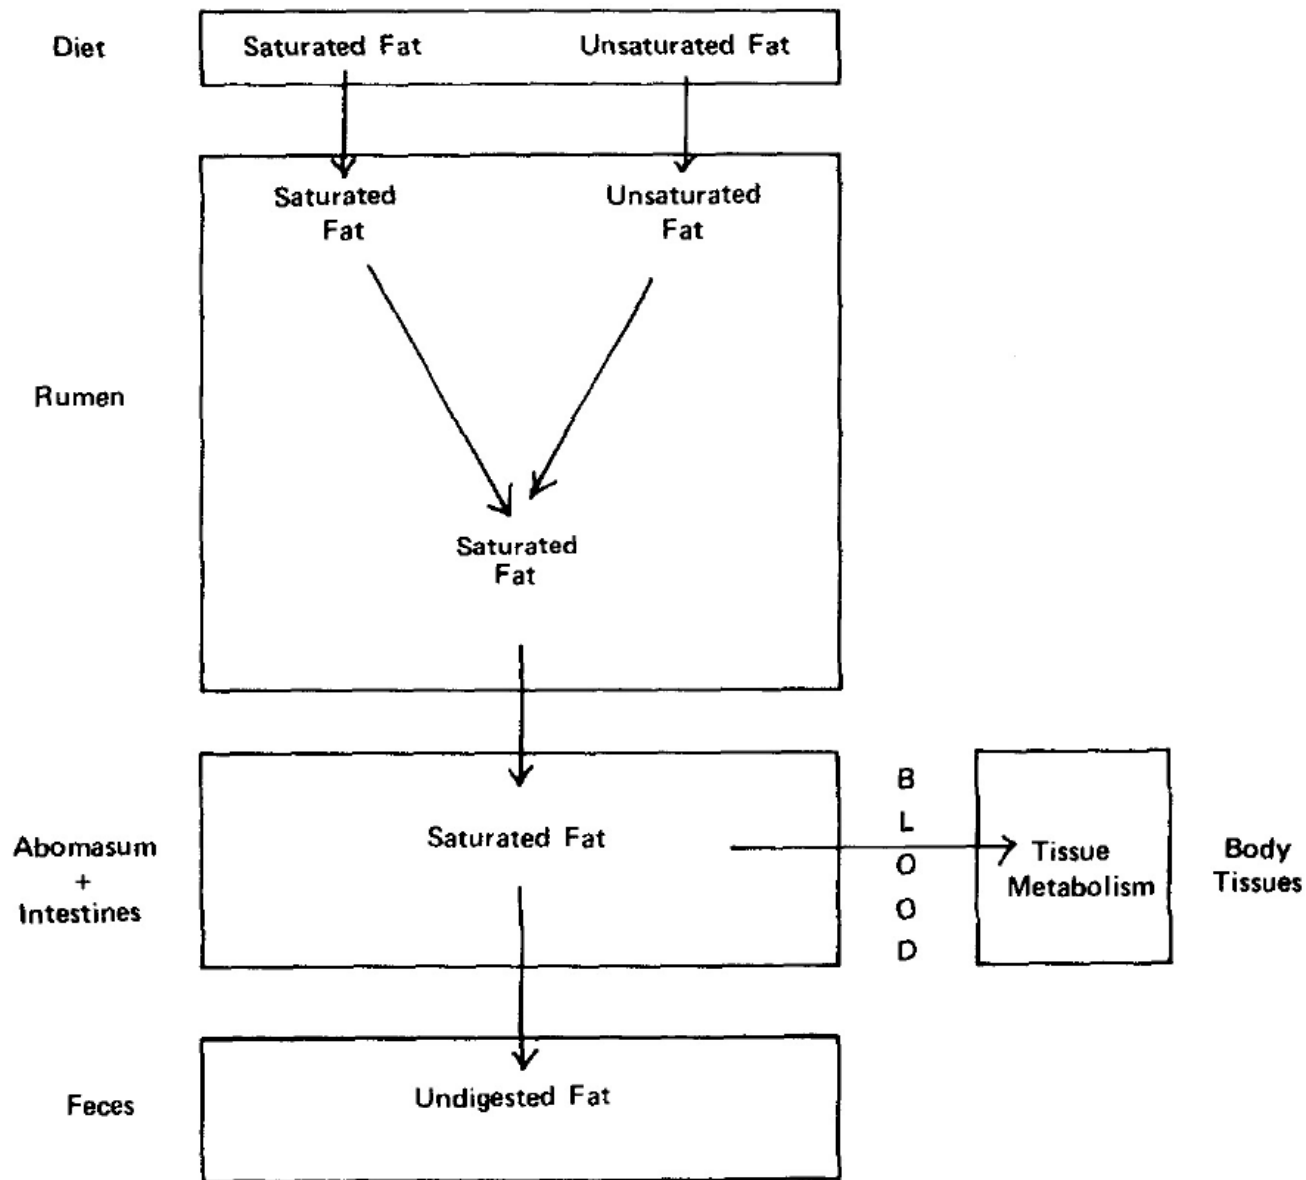 Diet
Saturated Fat
Unsaturated Fat
Saturated
Fat
Unsaturated
Fat
Rumen
Saturated
Fat
Abomasum
+
Intestines
Saturated Fat
B
L
O
O
D
Tissue
Metabolism
Body
Tissues
Feces
Undigested Fat